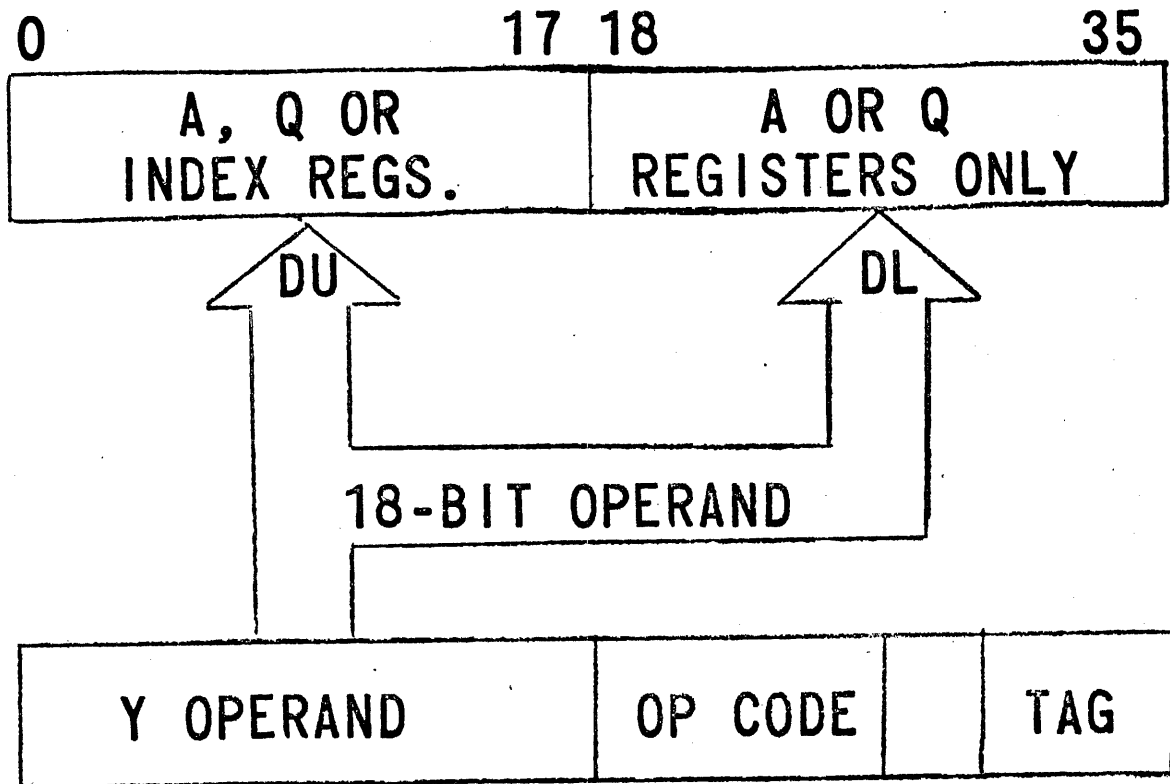 0 17 18 35
A, Q OR
INDEX REGS.
A OR Q
REGISTERS ONLY
DU
DL
18-BIT OPERAND
Y OPERAND
OP CODE
TAG